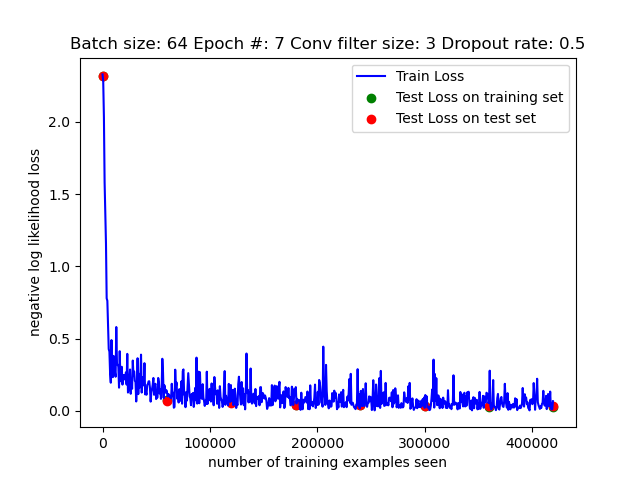 Batch size: 64 Epoch #: 7 Conv filter size: 3 Dropout rate: 0.5
Train Loss
Test Loss on training set
Test Loss on test set
negative log likelihood loss
2.0
1.5
1.0
0.5
0.0
0 100000 200000 300000 400000
number of training examples seen